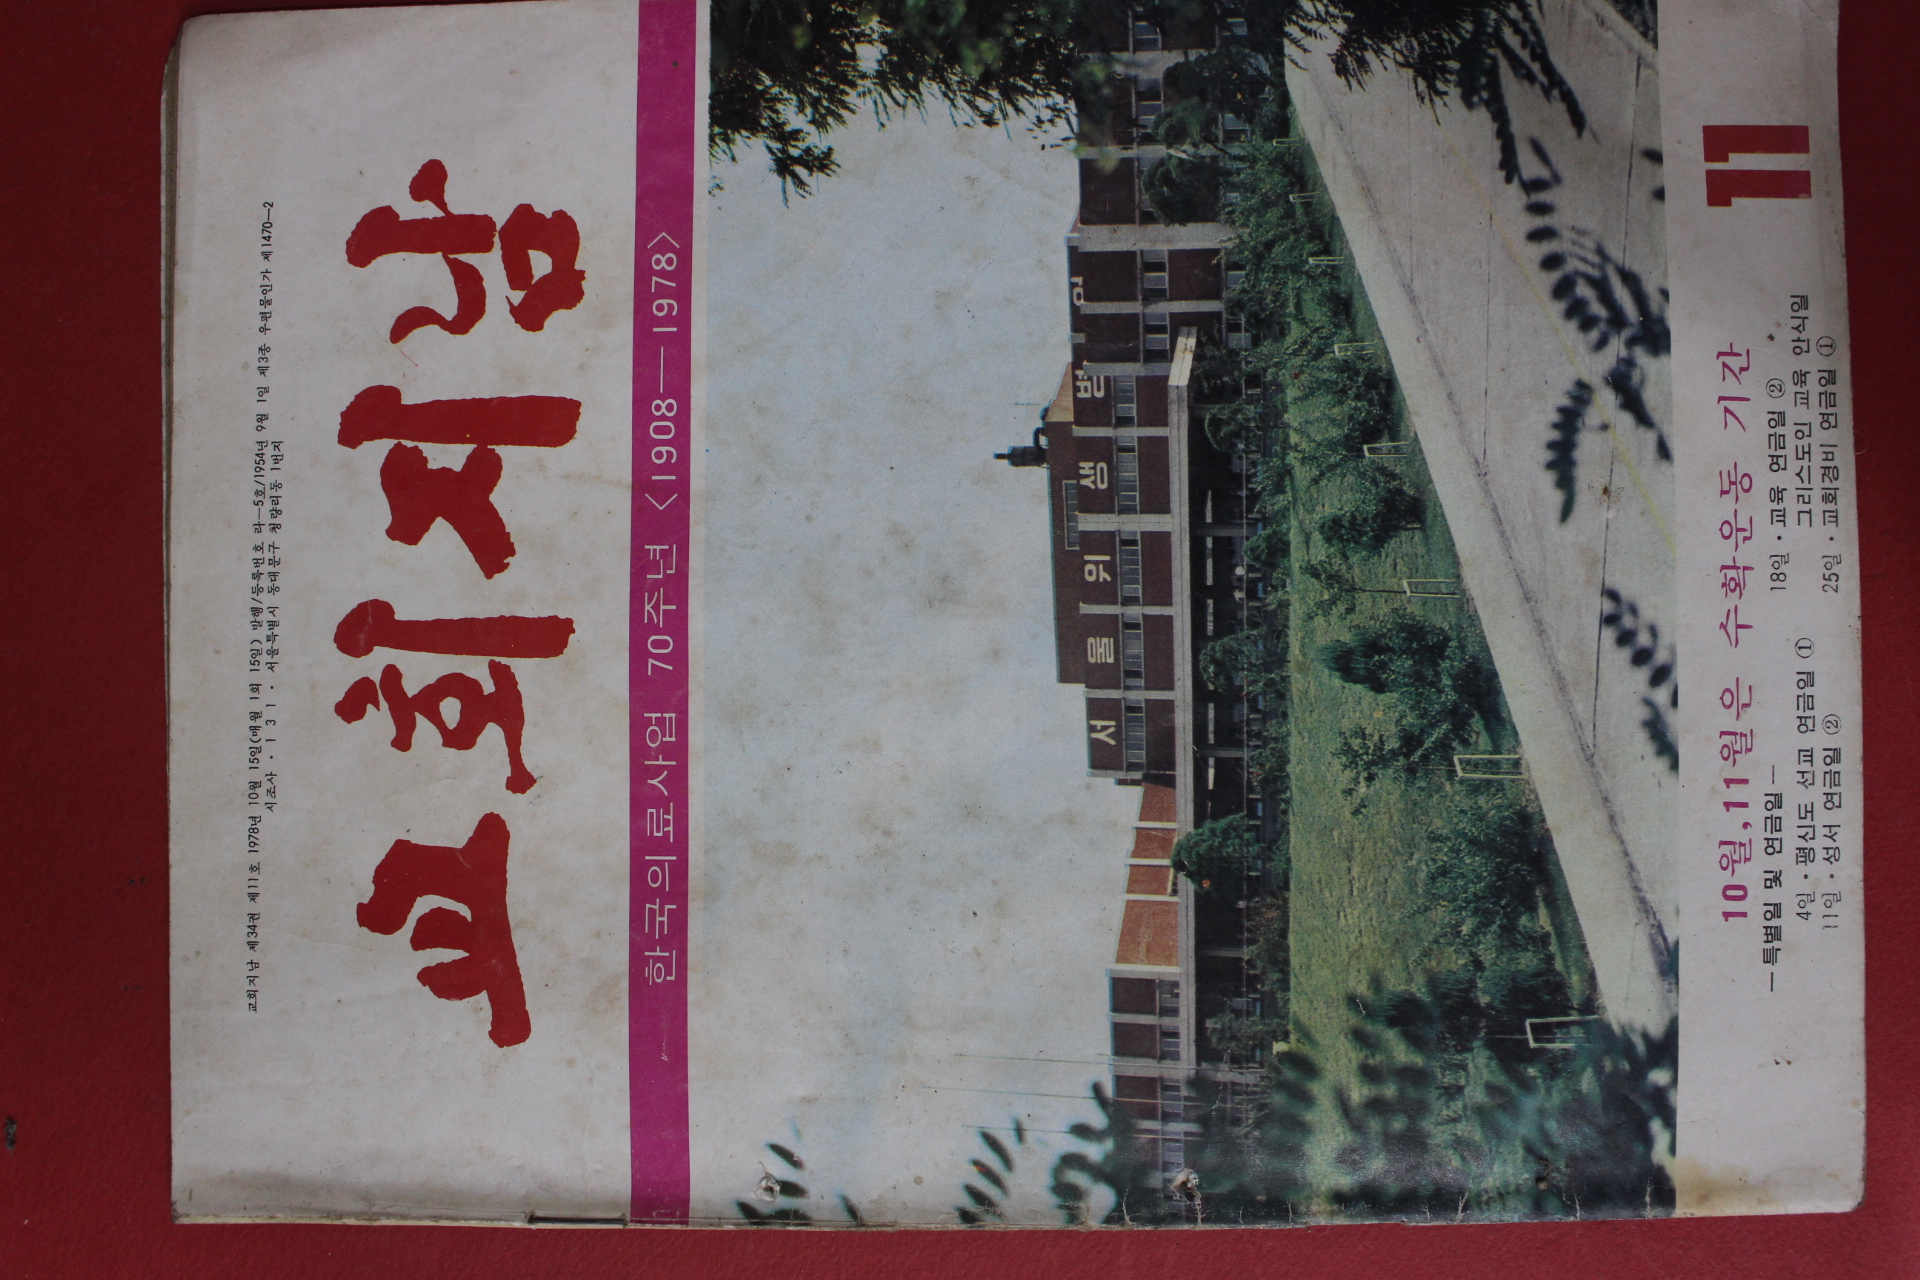 교회지남 제34권 제11호 1978년 10월 15일(매월 1회 15일) 발행/등록번호 라—5호/1954년 9월 1일 제3종 우편물인가 제1470—2
시조사 · 131 · 서울특별시 동대문구 청량리동 1번지
교회지남
한국의료사업 70주년 <1908—1978>
서울위생병원
11
10월, 11월은 수확운동 기간
—특별일 및 연금일—
4일 · 평신도 선교 연금일 ①
11일 · 성서 연금일 ②
18일 · 교육 연금일 ②
그리스도인 교육 안식일
25일 · 교회경비 연금일 ①